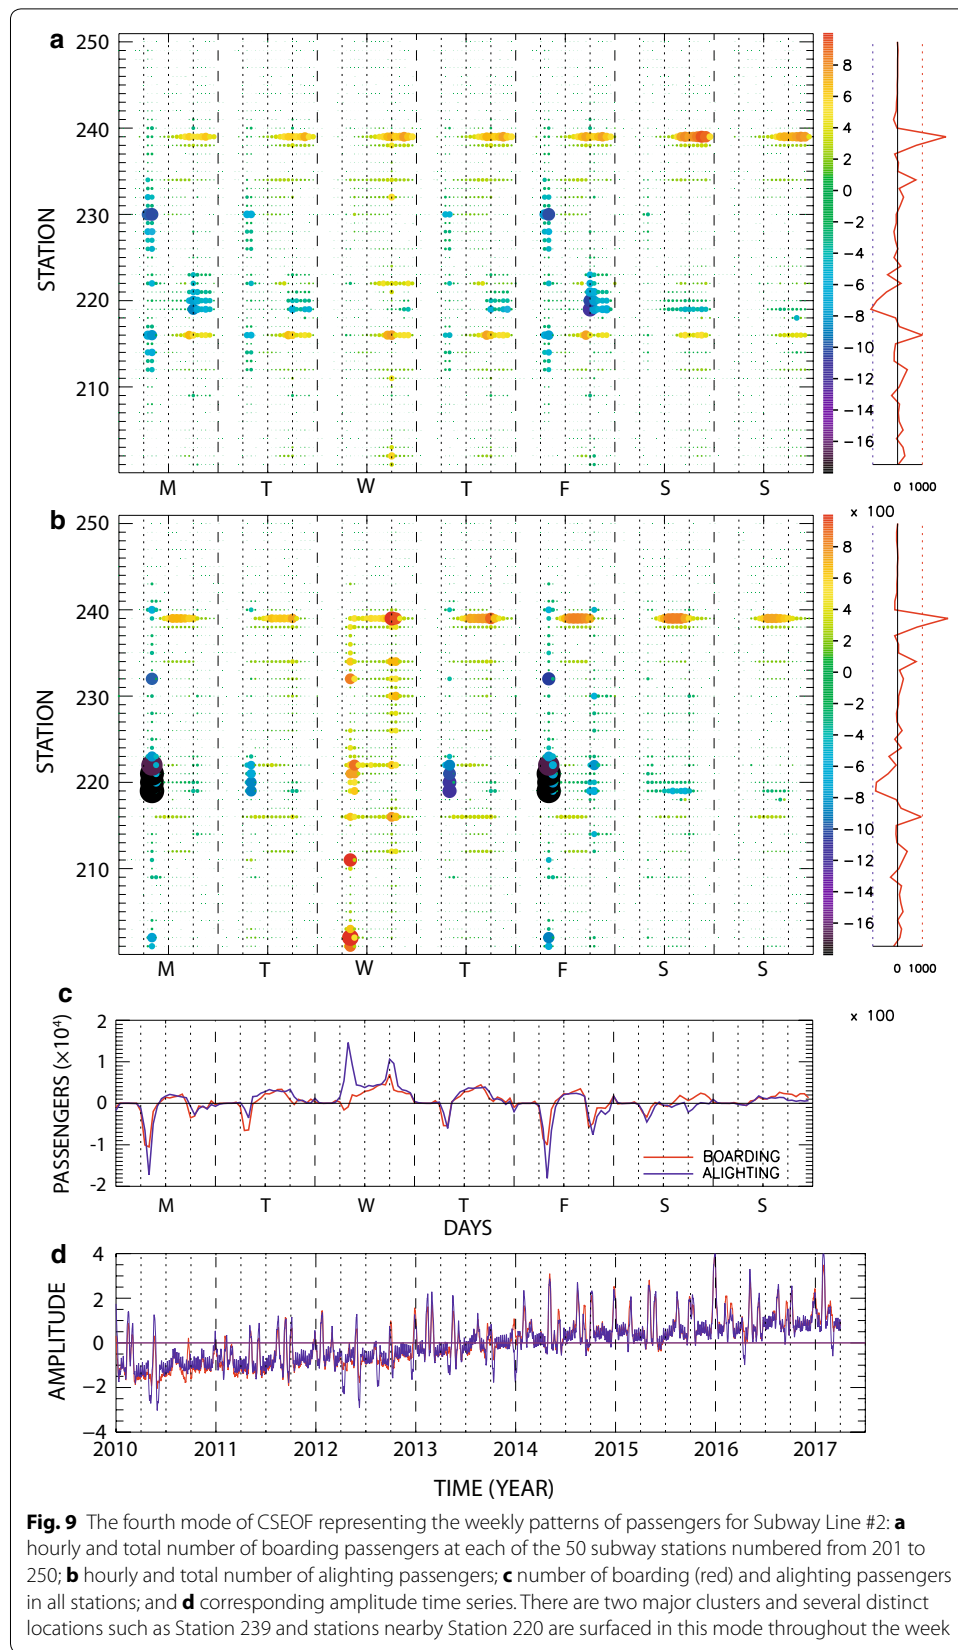 a
250
240
230
220
210
STATION
M T W T F S S
8
6
4
2
0
−2
−4
−6
−8
−10
−12
−14
−16
0 1000
x 100
b
250
240
230
220
210
STATION
M T W T F S S
8
6
4
2
0
−2
−4
−6
−8
−10
−12
−14
−16
0 1000
x 100
c
2
1
0
−1
−2
PASSENGERS (×10⁴)
BOARDING
ALIGHTING
M T W T F S S
DAYS
d
4
2
0
−2
−4
AMPLITUDE
2010 2011 2012 2013 2014 2015 2016 2017
TIME (YEAR)
Fig. 9 The fourth mode of CSEOF representing the weekly patterns of passengers for Subway Line #2: a
hourly and total number of boarding passengers at each of the 50 subway stations numbered from 201 to
250; b hourly and total number of alighting passengers; c number of boarding (red) and alighting passengers
in all stations; and d corresponding amplitude time series. There are two major clusters and several distinct
locations such as Station 239 and stations nearby Station 220 are surfaced in this mode throughout the week